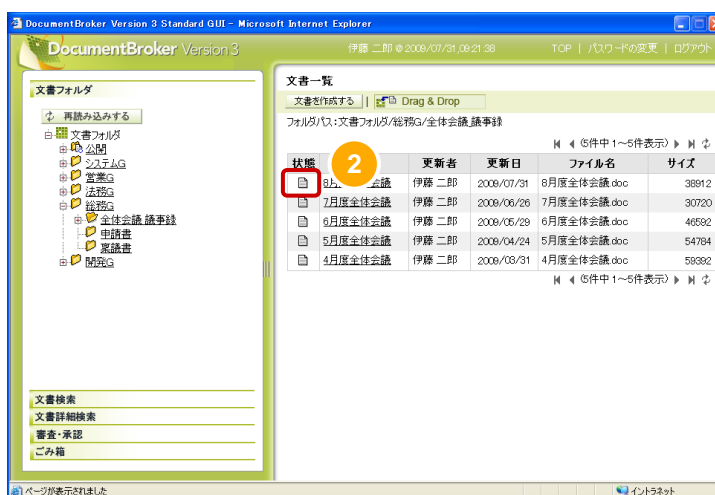 DocumentBroker Version 3 Standard GUI - Microsoft Internet Explorer
DocumentBroker Version 3
伊藤 二郎 @2009/07/31,09:21:38
TOP | パスワードの変更 | ログアウト
文書フォルダ
再読み込みする
文書フォルダ
公開
システムG
営業G
法務G
総務G
全体会議 議事録
申請書
稟議書
開発G
文書検索
文書詳細検索
審査・承認
ごみ箱
文書一覧
文書を作成する | Drag & Drop
フォルダパス:文書フォルダ/総務G/全体会議 議事録
(5件中 1~5件表示)
状態 更新者 更新日 ファイル名 サイズ
2
8月 会議 伊藤 二郎 2009/07/31 8月度全体会議.doc 38912
7月度全体会議 伊藤 二郎 2009/06/26 7月度全体会議.doc 30720
6月度全体会議 伊藤 二郎 2009/05/29 6月度全体会議.doc 46592
5月度全体会議 伊藤 二郎 2009/04/24 5月度全体会議.doc 54784
4月度全体会議 伊藤 二郎 2009/03/31 4月度全体会議.doc 59392
(5件中 1~5件表示)
ページが表示されました
イントラネット